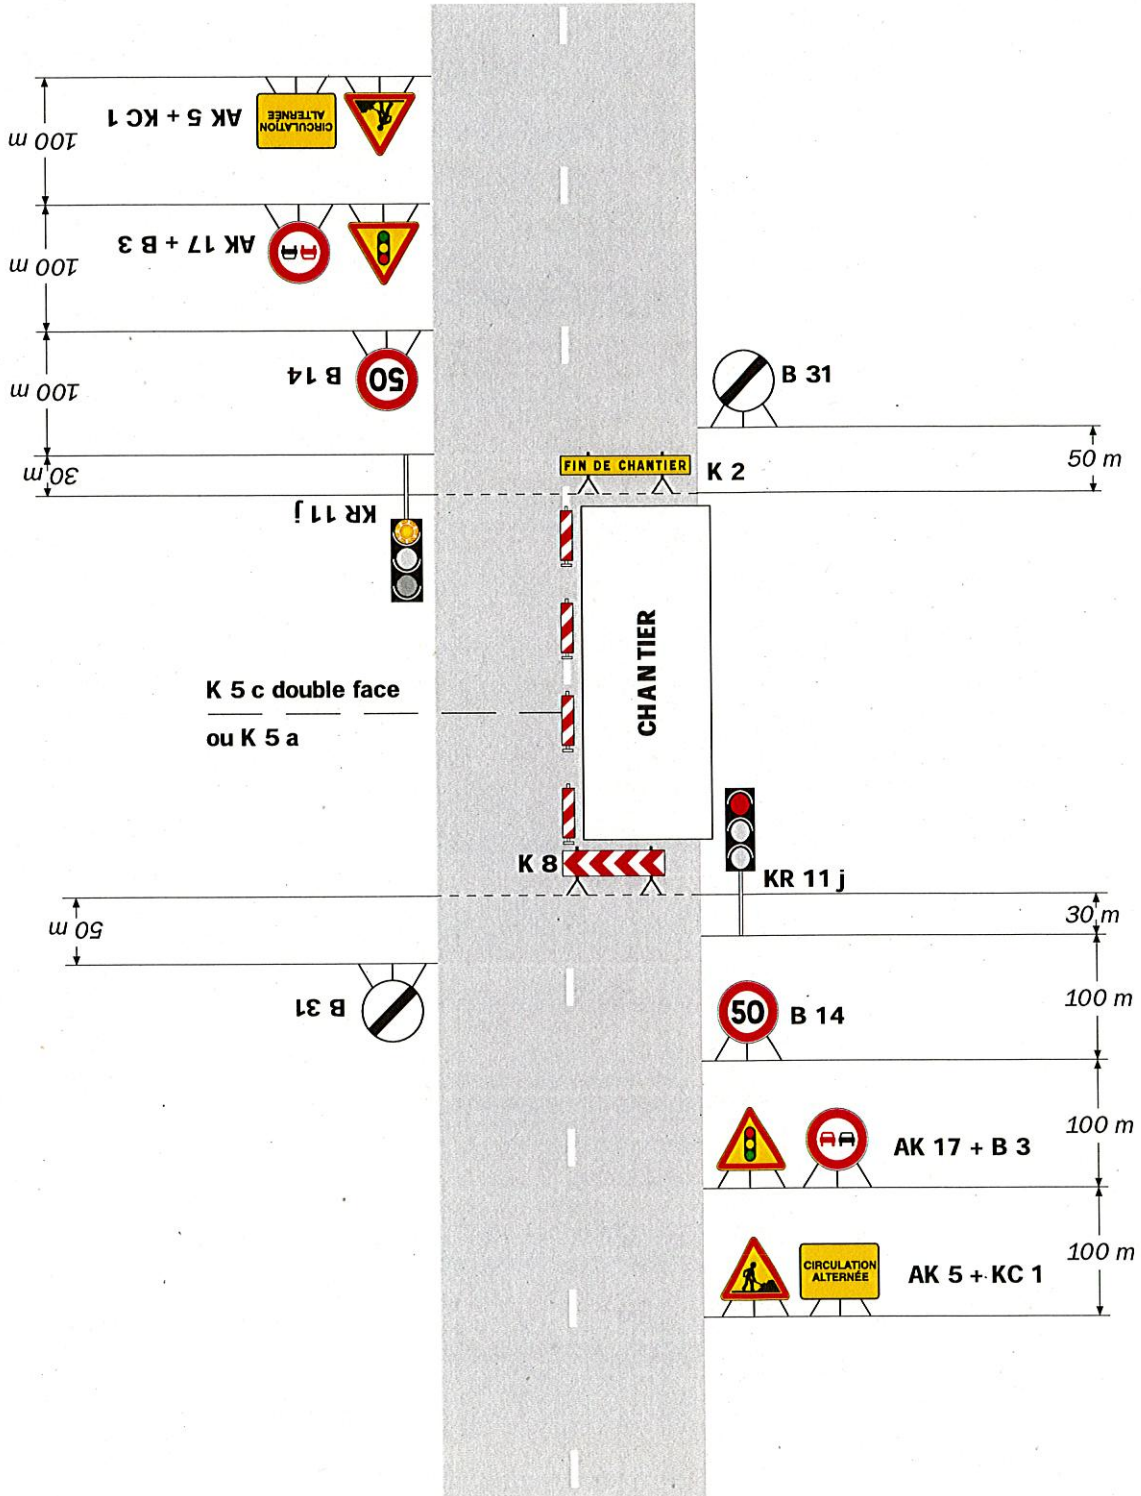 AK 5 + KC 1
CIRCULATION
ALTERNÉE
100 m
AK 17 + B 3
100 m
B 14
50
100 m
B 31
50 m
30 m
FIN DE CHANTIER
K 2
KR 11 j
CHANTIER
K 5 c double face
ou K 5 a
K 8
KR 11 j
30 m
50 m
B 31
50
B 14
100 m
AK 17 + B 3
100 m
CIRCULATION
ALTERNÉE
AK 5 + KC 1
100 m